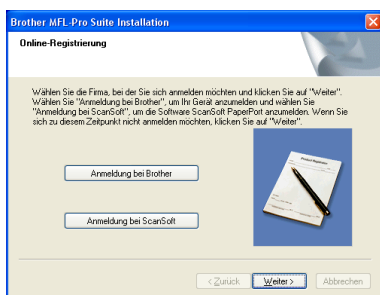 Brother MFL-Pro Suite Installation
Online-Registrierung
Wählen Sie die Firma, bei der Sie sich anmelden möchten und klicken Sie auf "Weiter".
Wählen Sie "Anmeldung bei Brother", um Ihr Gerät anzumelden und wählen Sie
"Anmeldung bei ScanSoft", um die Software ScanSoft PaperPort anzumelden. Wenn Sie
sich zu diesem Zeitpunkt nicht anmelden möchten, klicken Sie auf "Weiter".
Product Registration
Anmeldung bei Brother
Anmeldung bei ScanSoft
< Zurück
Weiter >
Abbrechen